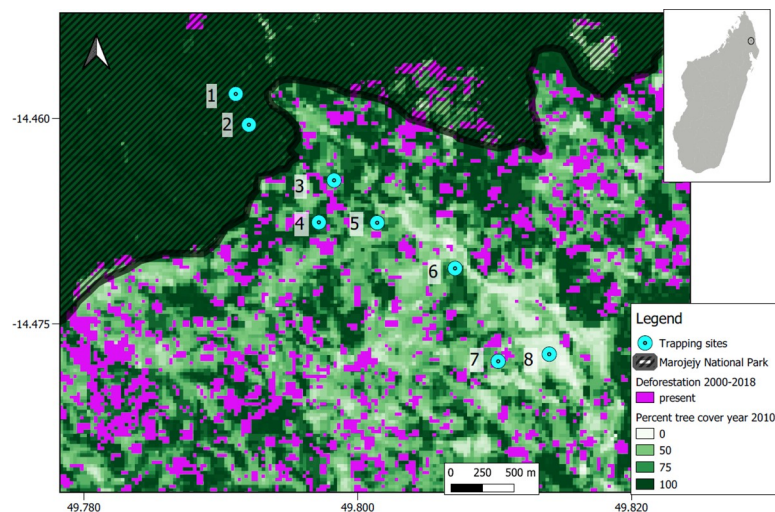 1
2
-14.460
3
4
5
6
-14.475
7
8
Legend
Trapping sites
Marojejy National Park
Deforestation 2000-2018
present
Percent tree cover year 2010
0
50
75
100
0 250 500 m
49.780 49.800 49.820